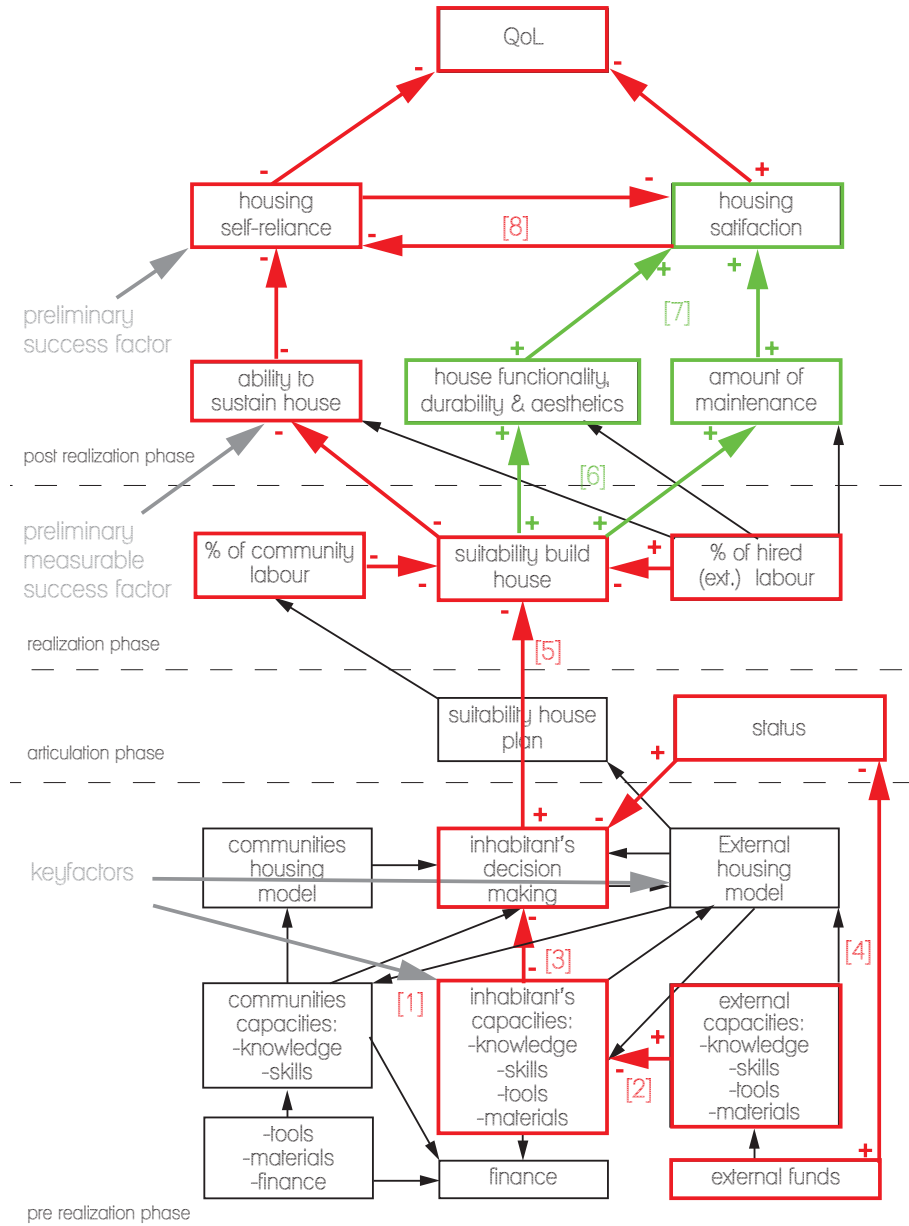 QoL
-
-
-
+
housing
self-reliance
-
housing
satifaction
-
[8]
-
+
+
preliminary
success factor
[7]
-
+
+
ability to
sustain house
house functionality,
durability & aesthetics
amount of
maintenance
-
+
+
post realization phase
[6]
preliminary
measurable
success factor
-
+
+
% of community
labour
-
-
suitability build
house
+
-
% of hired
(ext.) labour
-
realization phase
[5]
suitability house
plan
status
articulation phase
+
-
+
-
communities
housing
model
inhabitant's
decision
making
External
housing
model
keyfactors
-
[3]
-
[4]
[1]
communities
capacities:
-knowledge
-skills
inhabitant's
capacities:
-knowledge
-skills
-tools
-materials
+
-
[2]
external
capacities:
-knowledge
-skills
-tools
-materials
-tools
-materials
-finance
finance
+
external funds
pre realization phase